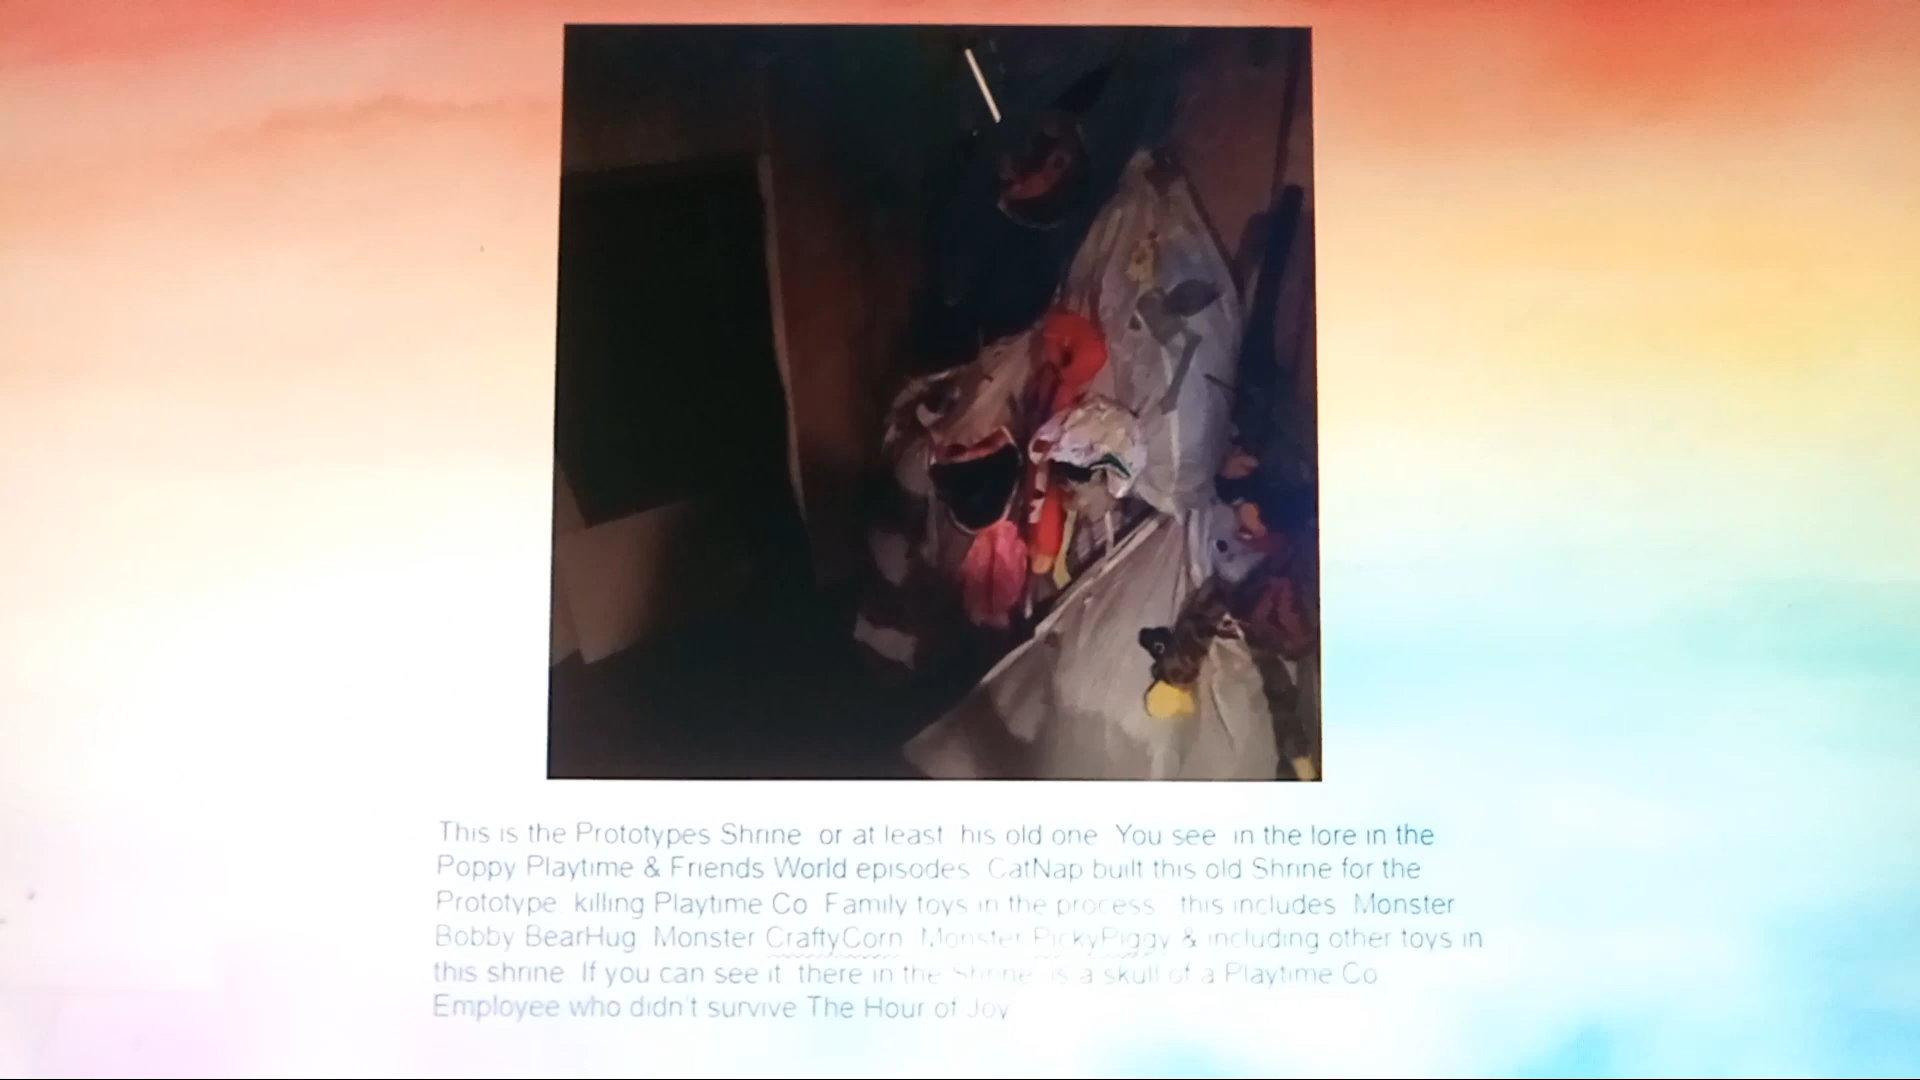 This is the Prototypes Shrine or at least his old one You see in the lore in the
Poppy Playtime & Friends World episodes CatNap built this old Shrine for the
Prototype killing Playtime Co Family toys in the process this includes Monster
Bobby BearHug Monster CraftyCorn Monster PickyPiggy & including other toys in
this shrine If you can see it there in the Shrine is a skull of a Playtime Co
Employee who didn't survive The Hour of Joy